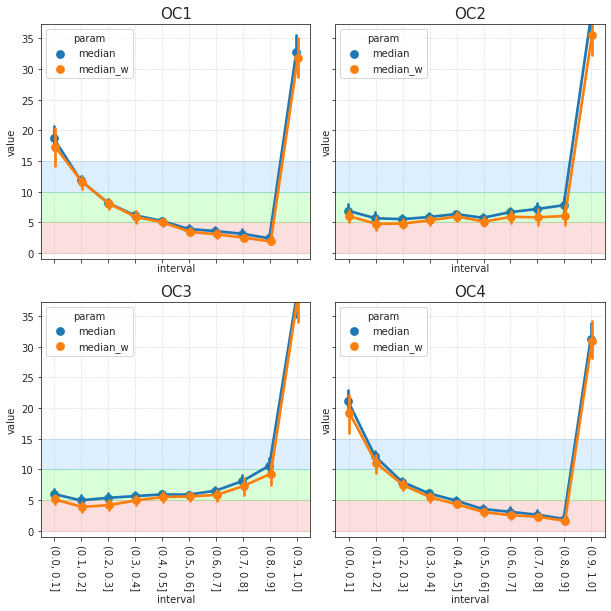 OC1
OC2
param
median
median_w
param
median
median_w
value
35
30
25
20
15
10
5
0
value
interval
interval
OC3
OC4
param
median
median_w
param
median
median_w
value
35
30
25
20
15
10
5
0
value
(0.0, 0.1]
(0.1, 0.2]
(0.2, 0.3]
(0.3, 0.4]
(0.4, 0.5]
(0.5, 0.6]
(0.6, 0.7]
(0.7, 0.8]
(0.8, 0.9]
(0.9, 1.0]
(0.0, 0.1]
(0.1, 0.2]
(0.2, 0.3]
(0.3, 0.4]
(0.4, 0.5]
(0.5, 0.6]
(0.6, 0.7]
(0.7, 0.8]
(0.8, 0.9]
(0.9, 1.0]
interval
interval